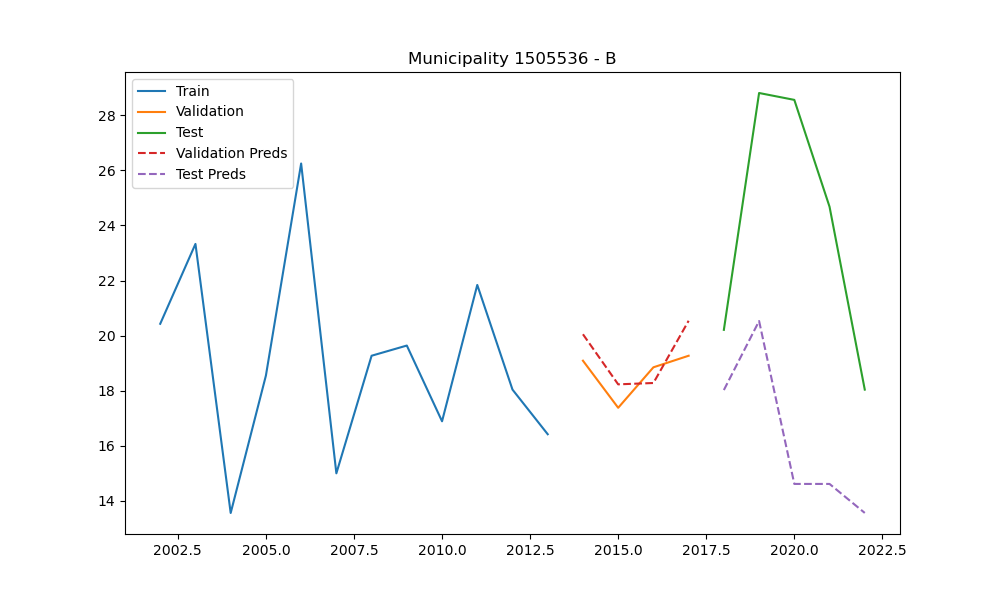 Municipality 1505536 - B
Train
Validation
Test
Validation Preds
Test Preds
28
26
24
22
20
18
16
14
2002.5 2005.0 2007.5 2010.0 2012.5 2015.0 2017.5 2020.0 2022.5